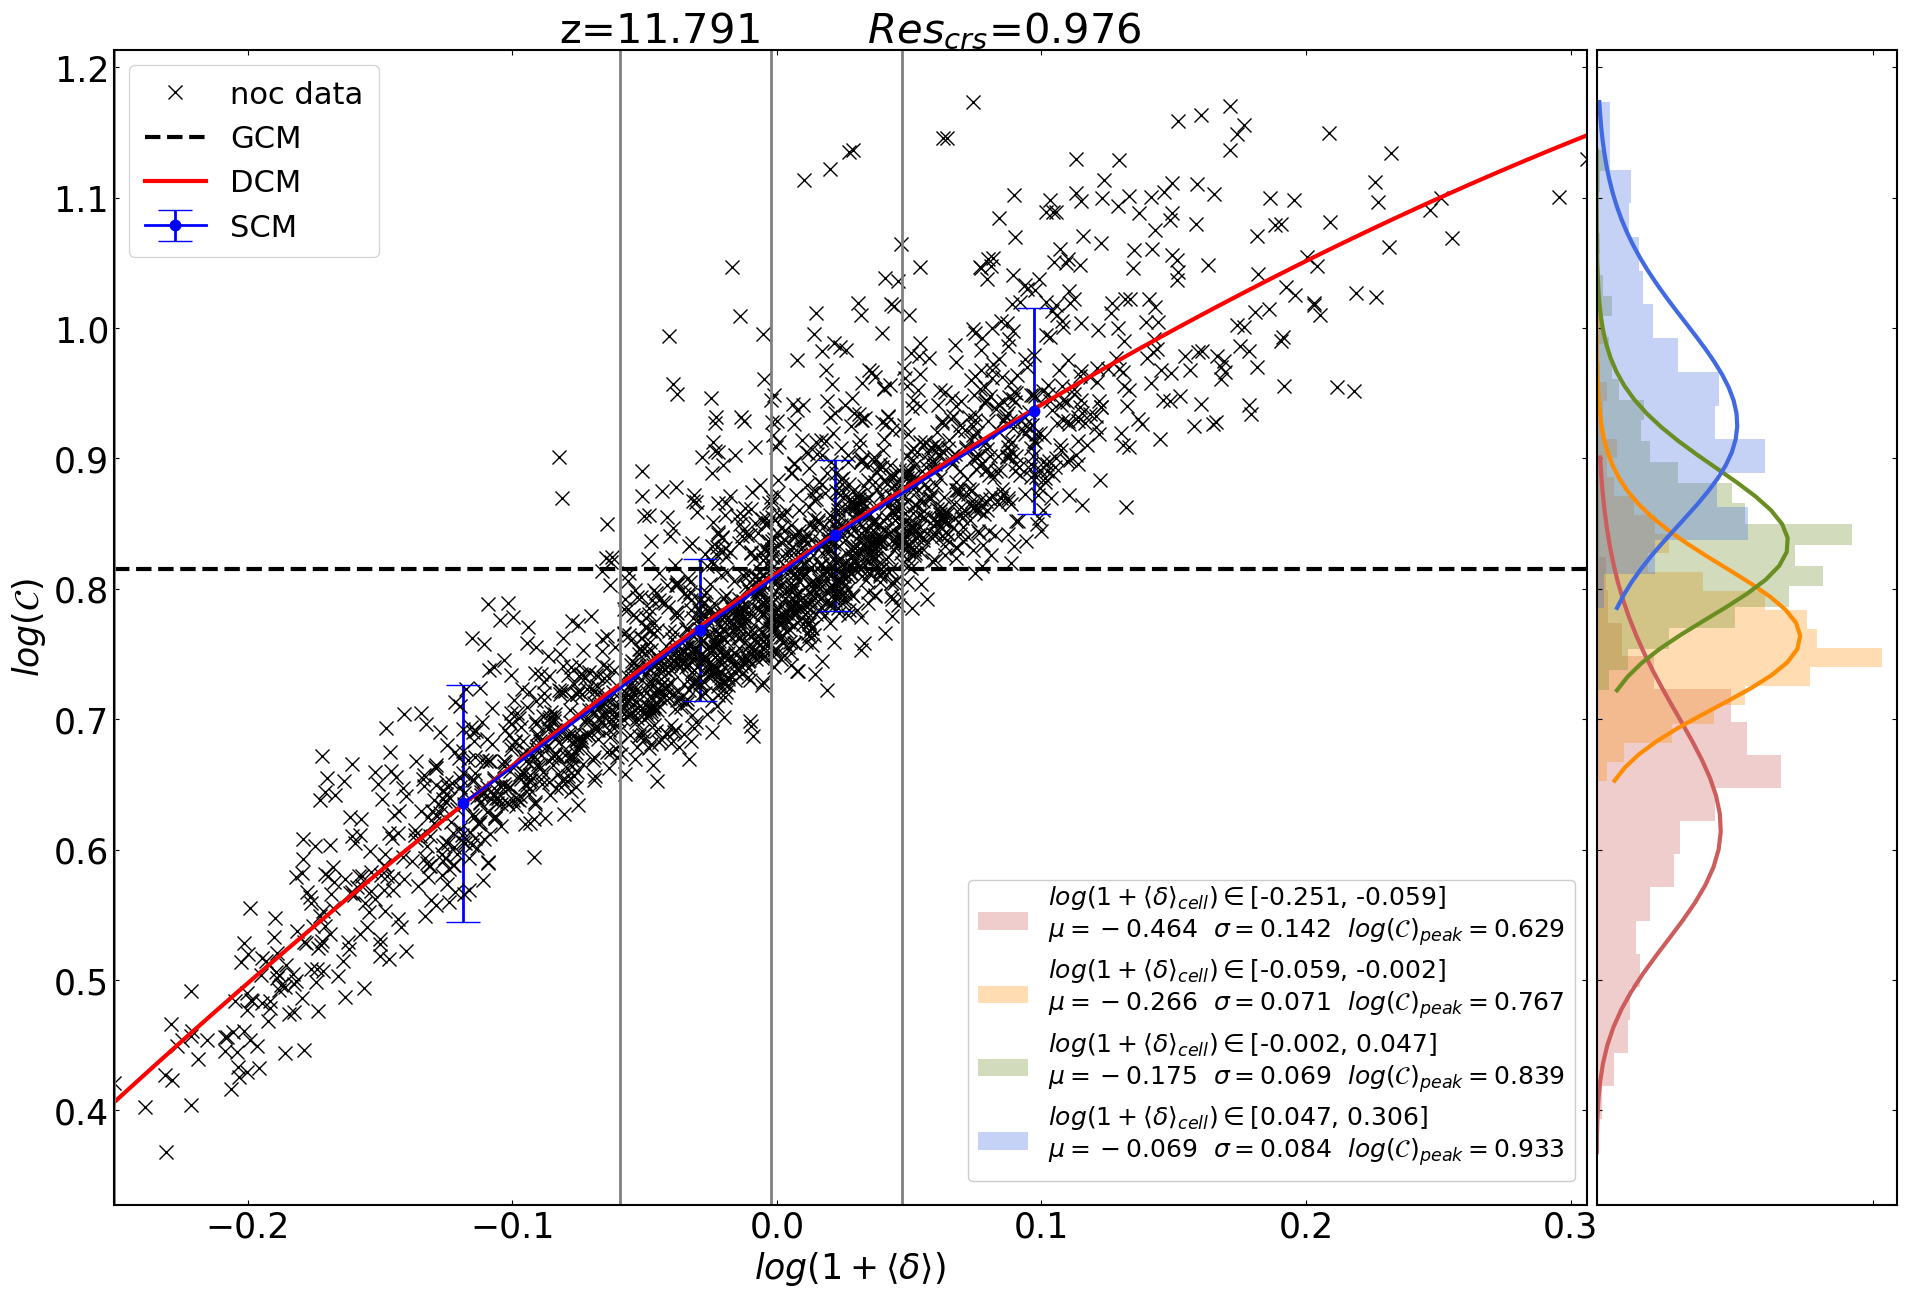 z=11.791 Res_crs=0.976
noc data
GCM
DCM
SCM
1.2
1.1
1.0
0.9
0.8
0.7
0.6
0.5
0.4
log(𝒞)
log(1 + ⟨δ⟩_cell) ∈ [-0.251, -0.059]
μ = −0.464 σ = 0.142 log(𝒞)_peak = 0.629
log(1 + ⟨δ⟩_cell) ∈ [-0.059, -0.002]
μ = −0.266 σ = 0.071 log(𝒞)_peak = 0.767
log(1 + ⟨δ⟩_cell) ∈ [-0.002, 0.047]
μ = −0.175 σ = 0.069 log(𝒞)_peak = 0.839
log(1 + ⟨δ⟩_cell) ∈ [0.047, 0.306]
μ = −0.069 σ = 0.084 log(𝒞)_peak = 0.933
−0.2 −0.1 0.0 0.1 0.2 0.3
log(1 + ⟨δ⟩)